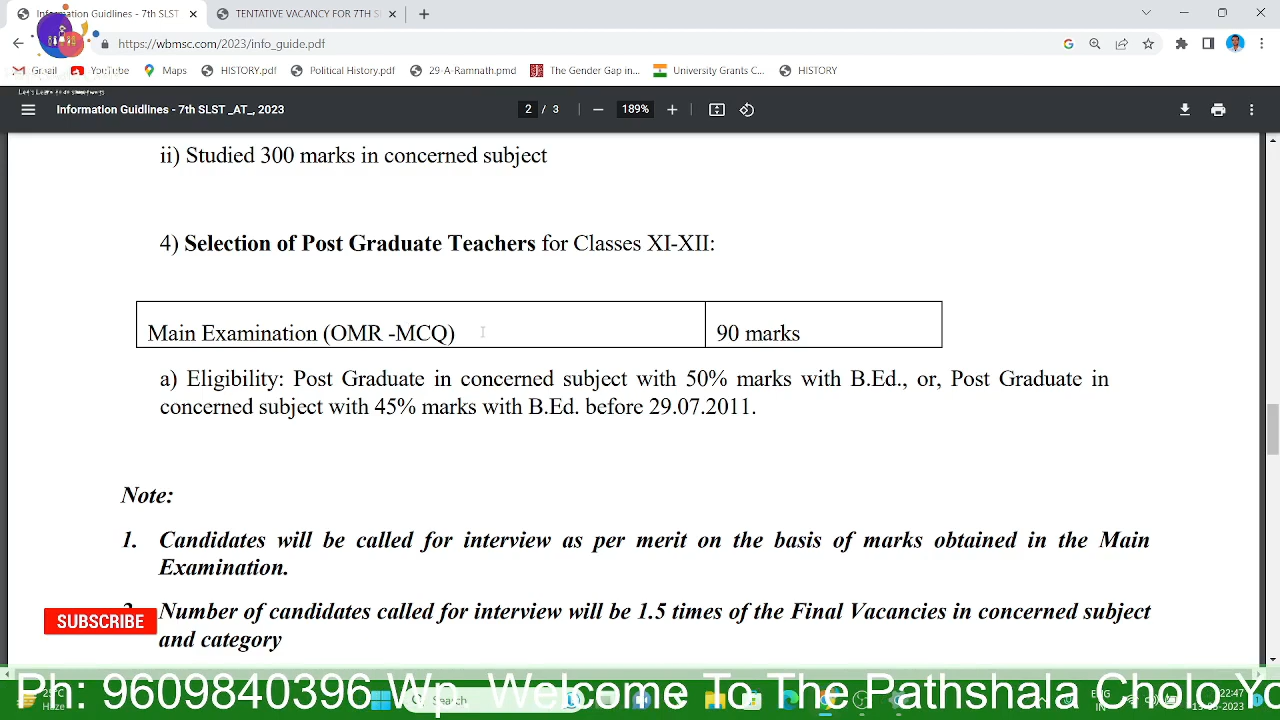 Information Guidlines - 7th SLST
TENTATIVE VACANCY FOR 7TH S
https://wbmsc.com/2023/info_guide.pdf
Gmail YouTube Maps HISTORY.pdf Political History.pdf 29-A-Ramnath.pmd The Gender Gap in... University Grants C... HISTORY
Information Guidlines - 7th SLST _AT_, 2023
2 / 3
189%
ii) Studied 300 marks in concerned subject
4) Selection of Post Graduate Teachers for Classes XI-XII:
Main Examination (OMR -MCQ) 90 marks
a) Eligibility: Post Graduate in concerned subject with 50% marks with B.Ed., or, Post Graduate in
concerned subject with 45% marks with B.Ed. before 29.07.2011.
Note:
1. Candidates will be called for interview as per merit on the basis of marks obtained in the Main
Examination.
Number of candidates called for interview will be 1.5 times of the Final Vacancies in concerned subject
and category
SUBSCRIBE
Ph: 9609840396 Wp, Welcome To The Pathshala Cholo Yo
Haze
Search
ENG
IN
22:47